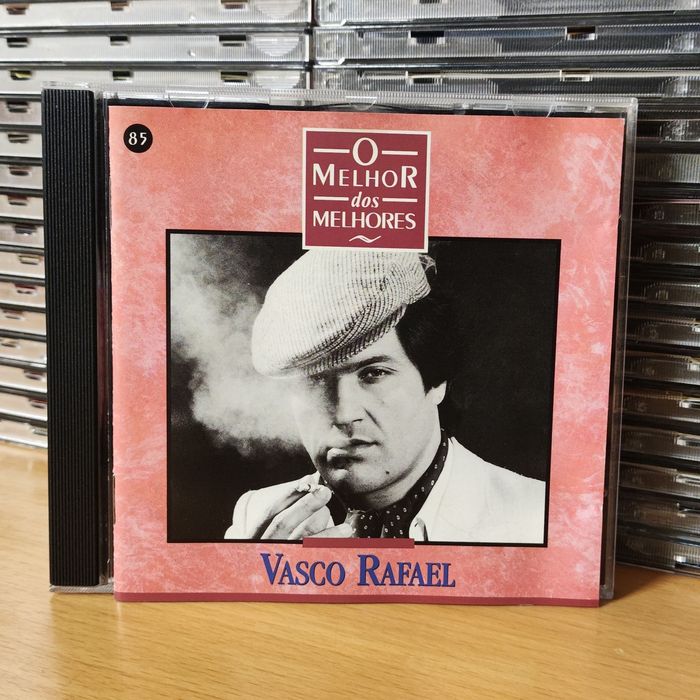 85
O
MELHOR
dos
MELHORES
VASCO RAFAEL